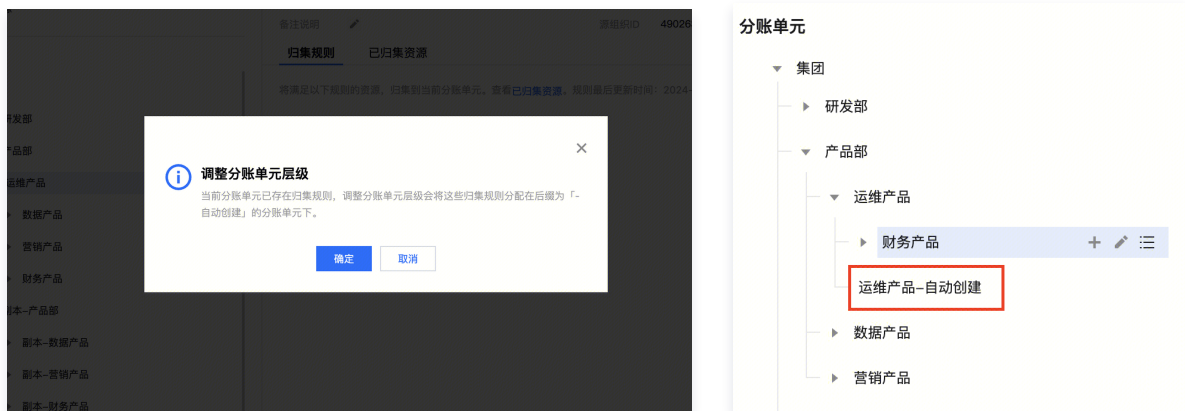 备注说明
原组织ID 49026
归集规则 已归集资源
将满足以下规则的资源，归集到当前分账单元。查看已归集资源，规则最后更新时间：2024-
研发部
产品部
运维产品
数据产品
营销产品
财务产品
副本-产品部
副本-数据产品
副本-营销产品
副本-财务产品
调整分账单元层级
当前分账单元已存在归集规则，调整分账单元层级会将这些归集规则分配在后缀为「-
自动创建」的分账单元下。
确定 取消
分账单元
集团
研发部
产品部
运维产品
财务产品
运维产品-自动创建
数据产品
营销产品